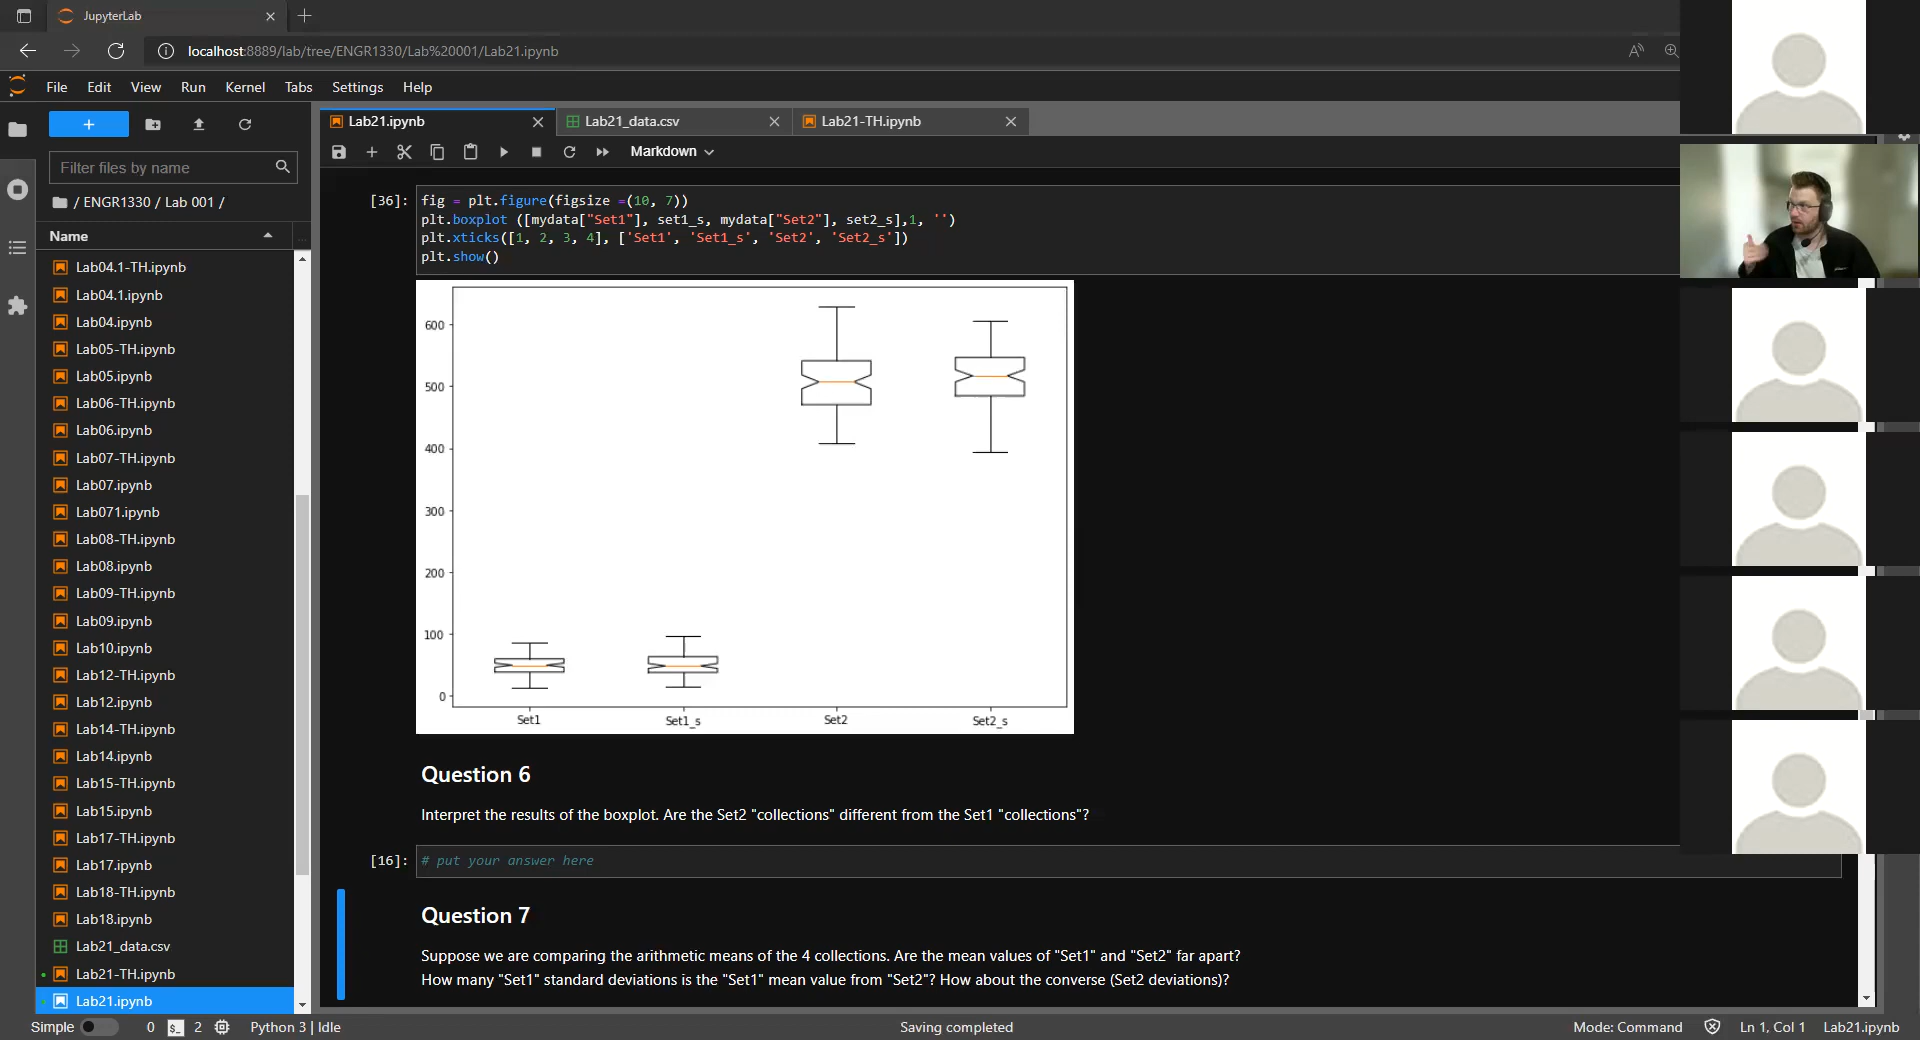 JupyterLab
localhost:8889/lab/tree/ENGR1330/Lab%20001/Lab21.ipynb
File Edit View Run Kernel Tabs Settings Help
Lab21.ipynb
Lab21_data.csv
Lab21-TH.ipynb
Markdown
Filter files by name
/ ENGR1330 / Lab 001 /
Name
Lab04.1-TH.ipynb
Lab04.1.ipynb
Lab04.ipynb
Lab05-TH.ipynb
Lab05.ipynb
Lab06-TH.ipynb
Lab06.ipynb
Lab07-TH.ipynb
Lab07.ipynb
Lab071.ipynb
Lab08-TH.ipynb
Lab08.ipynb
Lab09-TH.ipynb
Lab09.ipynb
Lab10.ipynb
Lab12-TH.ipynb
Lab12.ipynb
Lab14-TH.ipynb
Lab14.ipynb
Lab15-TH.ipynb
Lab15.ipynb
Lab17-TH.ipynb
Lab17.ipynb
Lab18-TH.ipynb
Lab18.ipynb
Lab21_data.csv
Lab21-TH.ipynb
Lab21.ipynb
[36]:
fig = plt.figure(figsize =(10, 7))
plt.boxplot ([mydata["Set1"], set1_s, mydata["Set2"], set2_s],1, '')
plt.xticks([1, 2, 3, 4], ['Set1', 'Set1_s', 'Set2', 'Set2_s'])
plt.show()
600
500
400
300
200
100
0
Set1 Set1_s Set2 Set2_s
Question 6
Interpret the results of the boxplot. Are the Set2 "collections" different from the Set1 "collections"?
[16]: # put your answer here
Question 7
Suppose we are comparing the arithmetic means of the 4 collections. Are the mean values of "Set1" and "Set2" far apart?
How many "Set1" standard deviations is the "Set1" mean value from "Set2"? How about the converse (Set2 deviations)?
Simple 0 2 Python 3 | Idle Saving completed Mode: Command Ln 1, Col 1 Lab21.ipynb